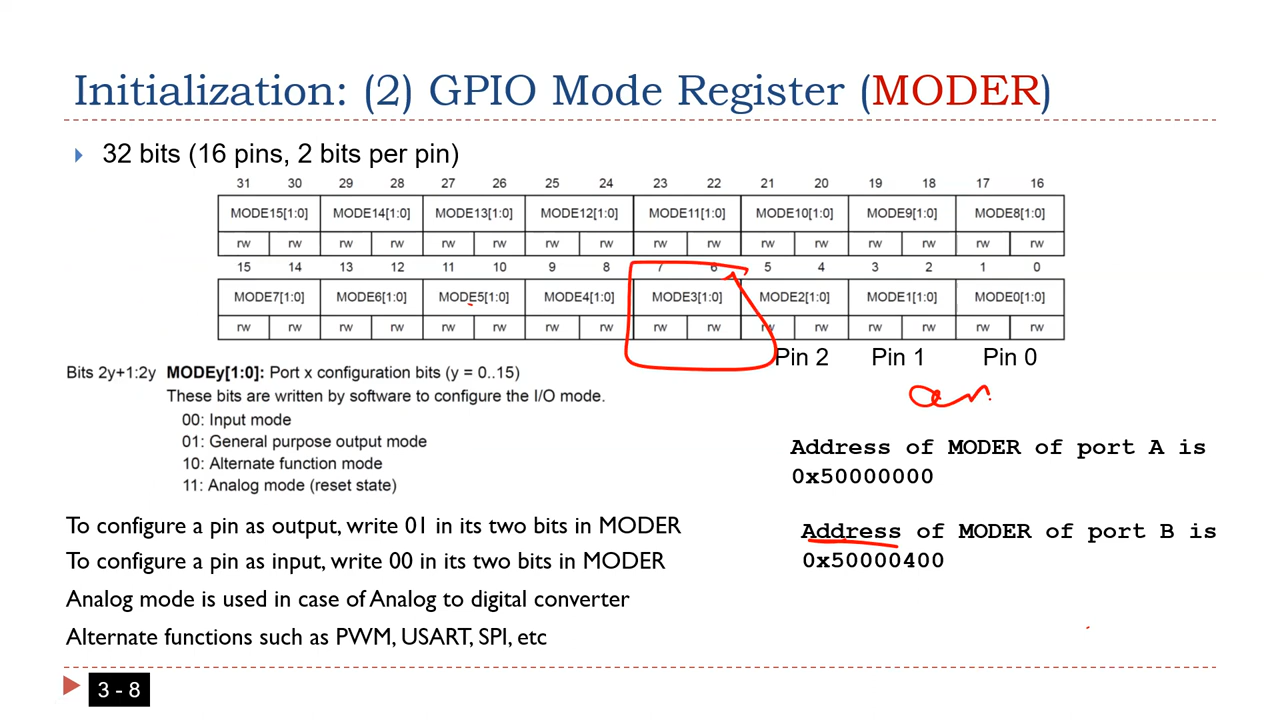 Initialization: (2) GPIO Mode Register (MODER)
32 bits (16 pins, 2 bits per pin)
31 30 29 28 27 26 25 24 23 22 21 20 19 18 17 16
MODE15[1:0] MODE14[1:0] MODE13[1:0] MODE12[1:0] MODE11[1:0] MODE10[1:0] MODE9[1:0] MODE8[1:0]
rw rw rw rw rw rw rw rw rw rw rw rw rw rw rw rw
15 14 13 12 11 10 9 8 7 6 5 4 3 2 1 0
MODE7[1:0] MODE6[1:0] MODE5[1:0] MODE4[1:0] MODE3[1:0] MODE2[1:0] MODE1[1:0] MODE0[1:0]
rw rw rw rw rw rw rw rw rw rw rw rw rw rw rw rw
Pin 2 Pin 1 Pin 0
Bits 2y+1:2y MODEy[1:0]: Port x configuration bits (y = 0..15)
These bits are written by software to configure the I/O mode.
00: Input mode
01: General purpose output mode
10: Alternate function mode
11: Analog mode (reset state)
Address of MODER of port A is
0x50000000
Address of MODER of port B is
0x50000400
To configure a pin as output, write 01 in its two bits in MODER
To configure a pin as input, write 00 in its two bits in MODER
Analog mode is used in case of Analog to digital converter
Alternate functions such as PWM, USART, SPI, etc
3 - 8